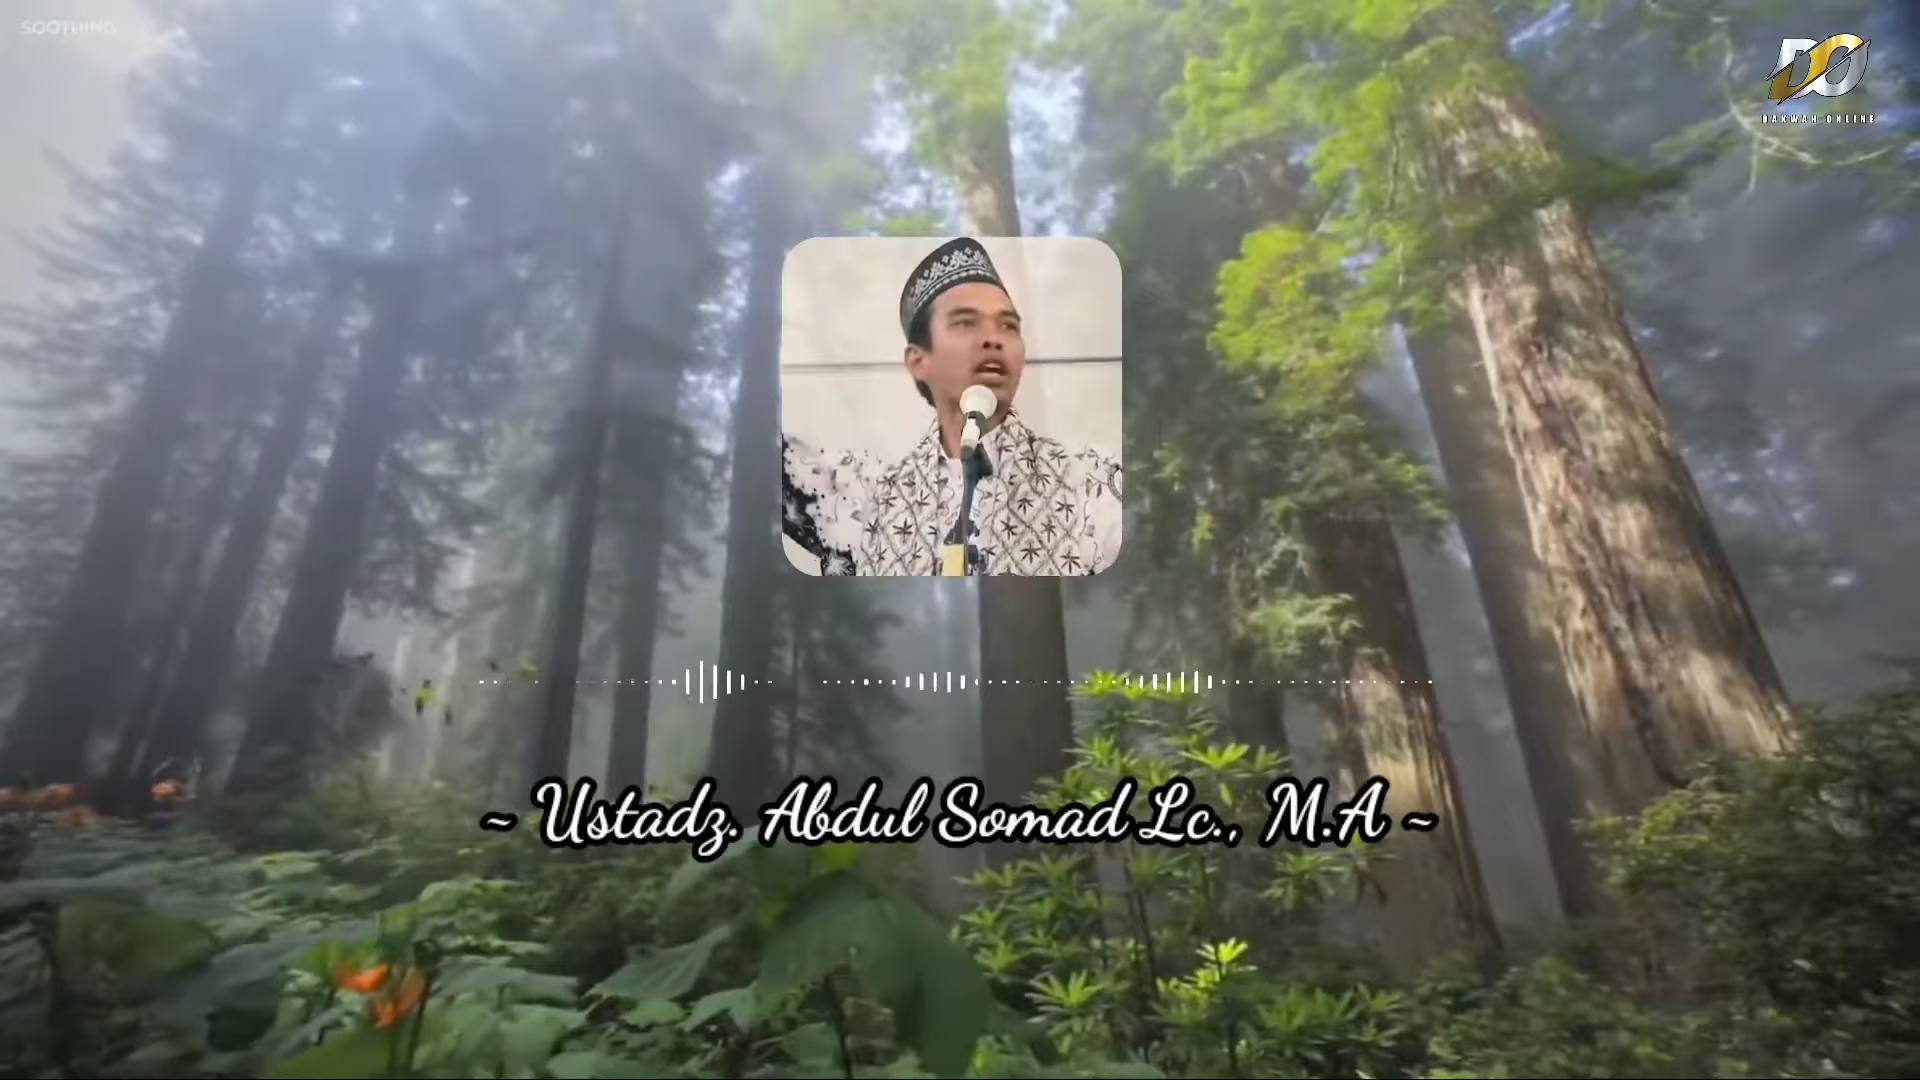 SOOTHING
DO
DAKWAH ONLINE
~ Ustadz. Abdul Somad Lc., M.A ~